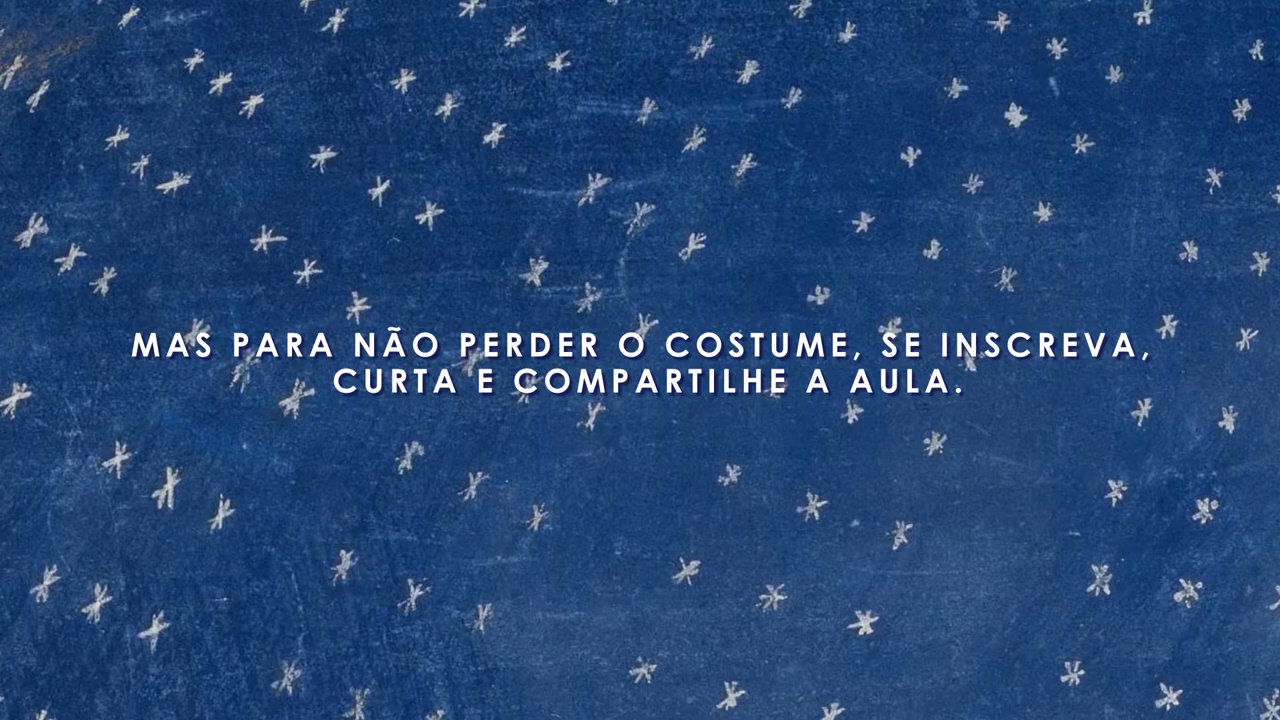 MAS PARA NÃO PERDER O COSTUME, SE INSCREVA,
CURTA E COMPARTILHE A AULA.